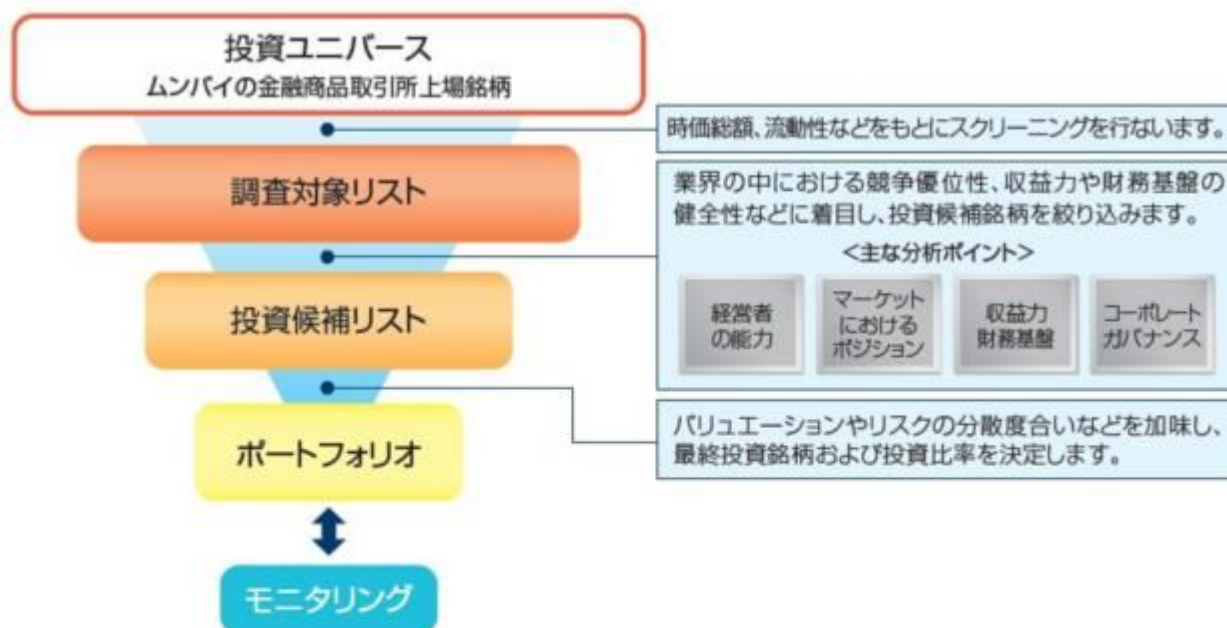 投資ユニバース
ムンバイの金融商品取引所上場銘柄
時価総額、流動性などをもとにスクリーニングを行ないます。
調査対象リスト
業界の中における競争優位性、収益力や財務基盤の
健全性などに着目し、投資候補銘柄を絞り込みます。
<主な分析ポイント>
経営者
の能力
マーケット
における
ポジション
収益力
財務基盤
コーポレート
ガバナンス
投資候補リスト
バリュエーションやリスクの分散度合いなどを加味し、
最終投資銘柄および投資比率を決定します。
ポートフォリオ
モニタリング